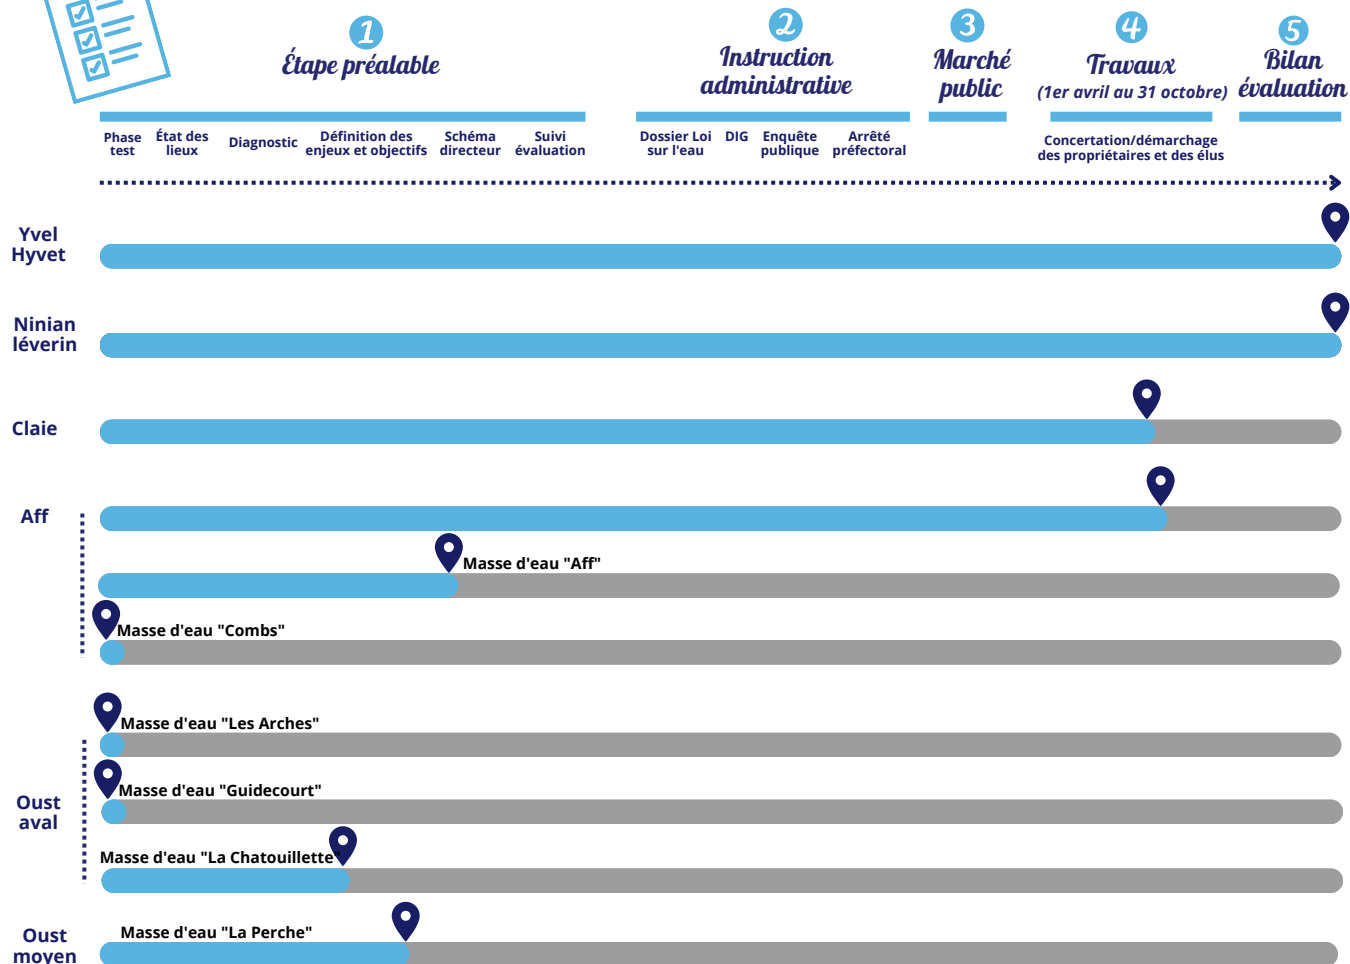 1
Étape préalable
2
Instruction
administrative
3
Marché
public
4
Travaux
(1er avril au 31 octobre)
5
Bilan
évaluation
Phase
test
État des
lieux
Diagnostic
Définition des
enjeux et objectifs
Schéma
directeur
Suivi
évaluation
Dossier Loi
sur l'eau
DIG
Enquête
publique
Arrêté
préfectoral
Concertation/démarchage
des propriétaires et des élus
Yvel
Hyvet
Ninian
léverin
Claie
Aff
Masse d'eau "Aff"
Masse d'eau "Combs"
Masse d'eau "Les Arches"
Masse d'eau "Guidecourt"
Oust
aval
Masse d'eau "La Chatouillette"
Masse d'eau "La Perche"
Oust
moyen